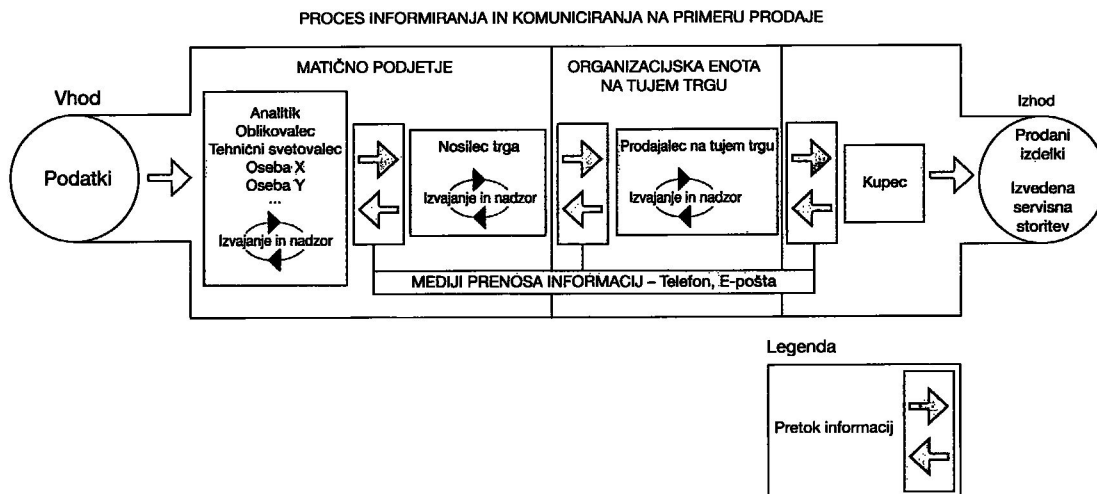 PROCES INFORMIRANJA IN KOMUNICIRANJA NA PRIMERU PRODAJE
Vhod
Podatki
MATIČNO PODJETJE
Analitik
Oblikovalec
Tehnični svetovalec
Oseba X
Oseba Y
...
Izvajanje in nadzor
Nosilec trga
Izvajanje in nadzor
ORGANIZACIJSKA ENOTA
NA TUJEM TRGU
Prodajalec na tujem trgu
Izvajanje in nadzor
Kupec
Izhod
Prodani
izdelki
Izvedena
servisna
storitev
MEDIJI PRENOSA INFORMACIJ – Telefon, E-pošta
Legenda
Pretok informacij